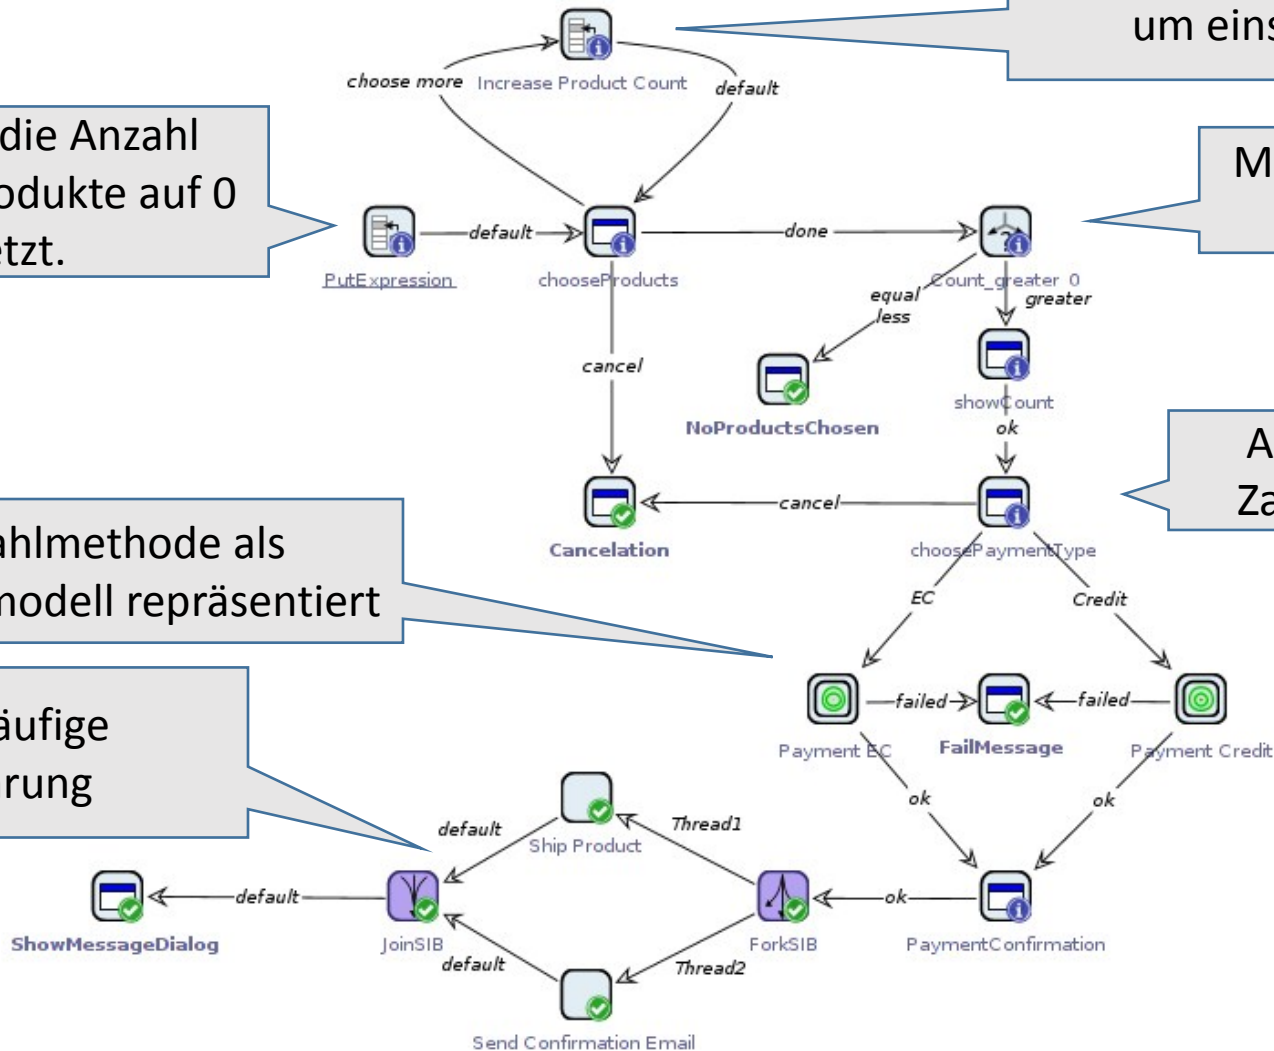 um eins
choose more
Increase Product Count
default
die Anzahl
odukte auf 0
etzt.
M
default
done
PutExpression
chooseProducts
Count_greater_0
equal
less
greater
cancel
showCount
NoProductsChosen
ok
A
Za
cancel
Cancelation
choosePaymentType
ahlmethode als
modell repräsentiert
EC
Credit
failed
failed
Payment EC
FailMessage
Payment Credit
äufige
rung
ok
ok
default
Thread1
Ship Product
default
ok
ShowMessageDialog
JoinSIB
ForkSIB
PaymentConfirmation
default
Thread2
Send Confirmation Email